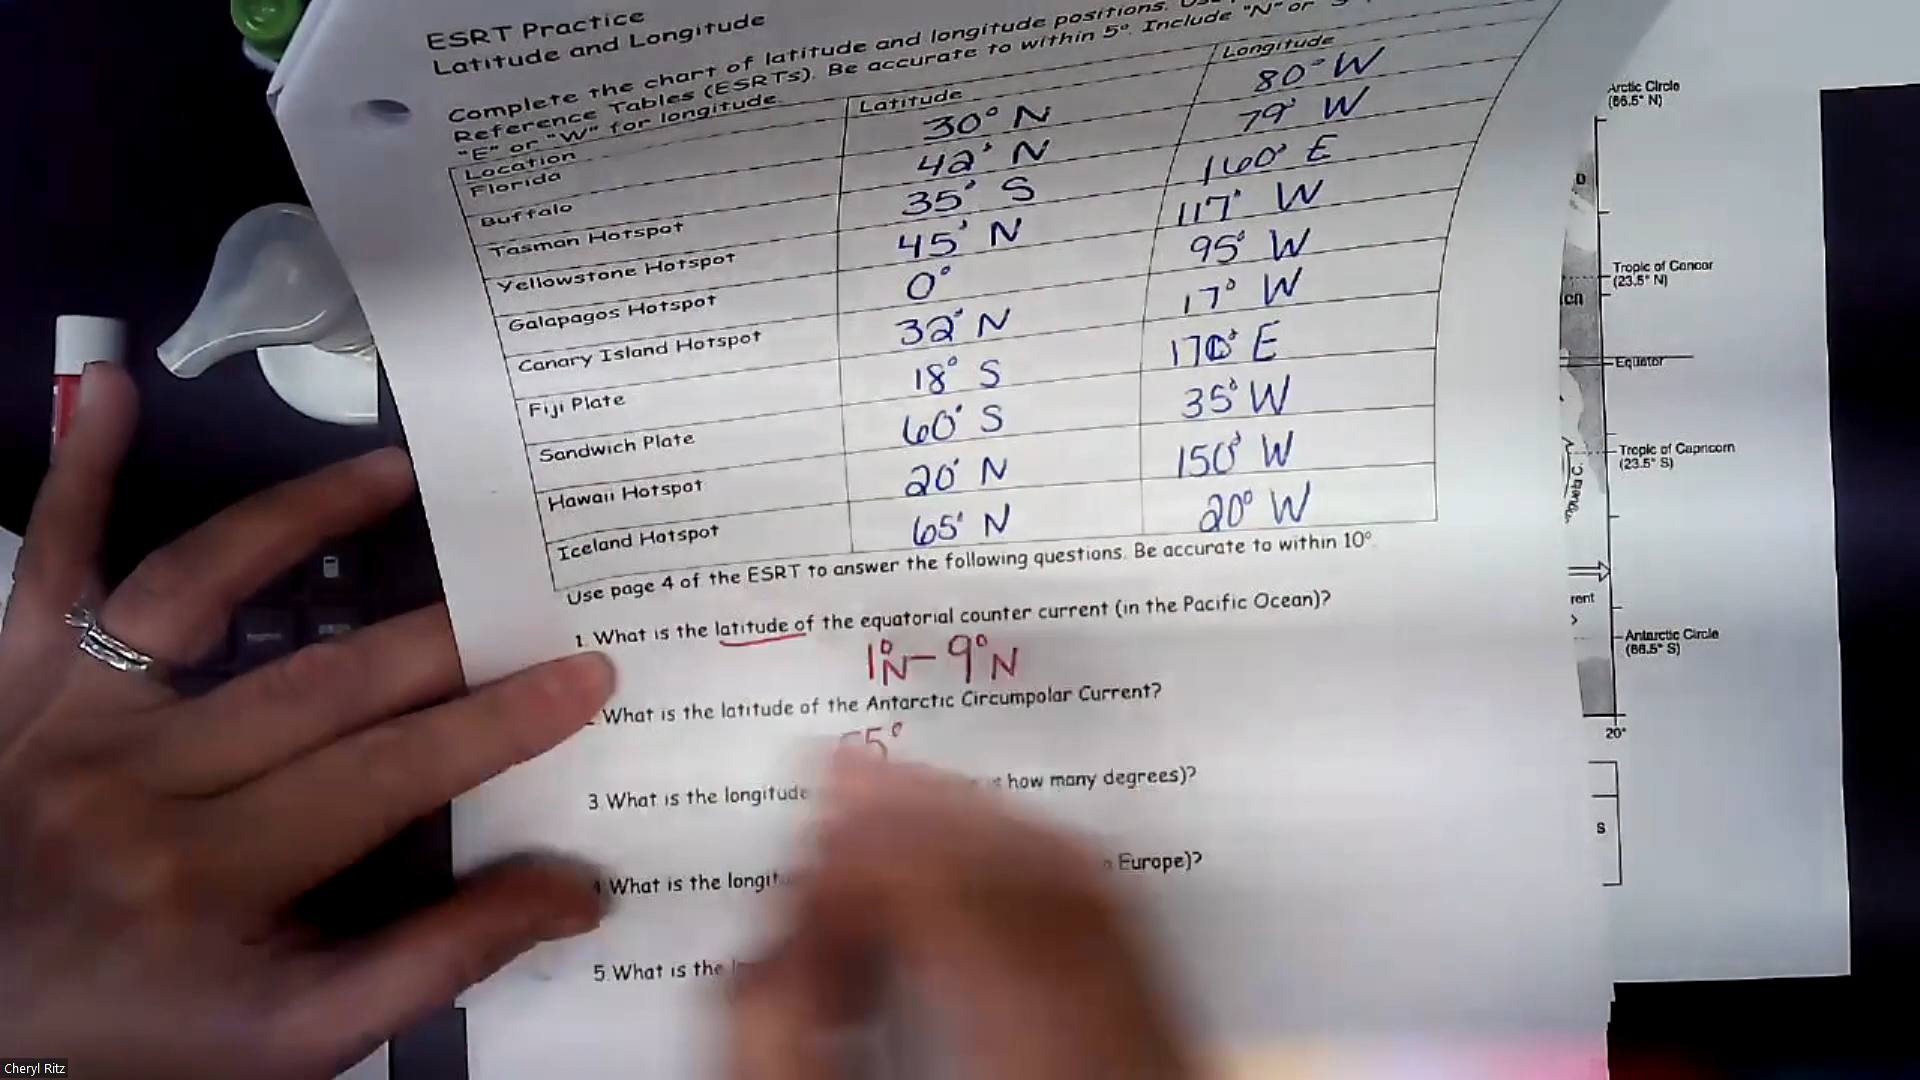 ESRT Practice
Latitude and Longitude
Complete the chart of latitude and longitude positions.
Reference Tables (ESRTs). Be accurate to within 5°. Include "N" or
"E" or "W" for longitude.
Location Latitude Longitude
Florida 30° N 80° W
Buffalo 42° N 79° W
Tasman Hotspot 35° S 160° E
Yellowstone Hotspot 45° N 117° W
Galapagos Hotspot 0° 95° W
Canary Island Hotspot 32° N 17° W
Fiji Plate 18° S 170° E
Sandwich Plate 60° S 35° W
Hawaii Hotspot 20° N 150° W
Iceland Hotspot 65° N 20° W
Use page 4 of the ESRT to answer the following questions. Be accurate to within 10°.
1. What is the latitude of the equatorial counter current (in the Pacific Ocean)?
1°N - 9°N
What is the latitude of the Antarctic Circumpolar Current?
55°
3. What is the longitude how many degrees)?
What is the Europe)?
5. What is the
Arctic Circle
(66.5° N)
Tropic of Cancer
(23.5° N)
Equator
Tropic of Capricorn
(23.5° S)
rent
Antarctic Circle
(66.5° S)
20°
S
Cheryl Ritz